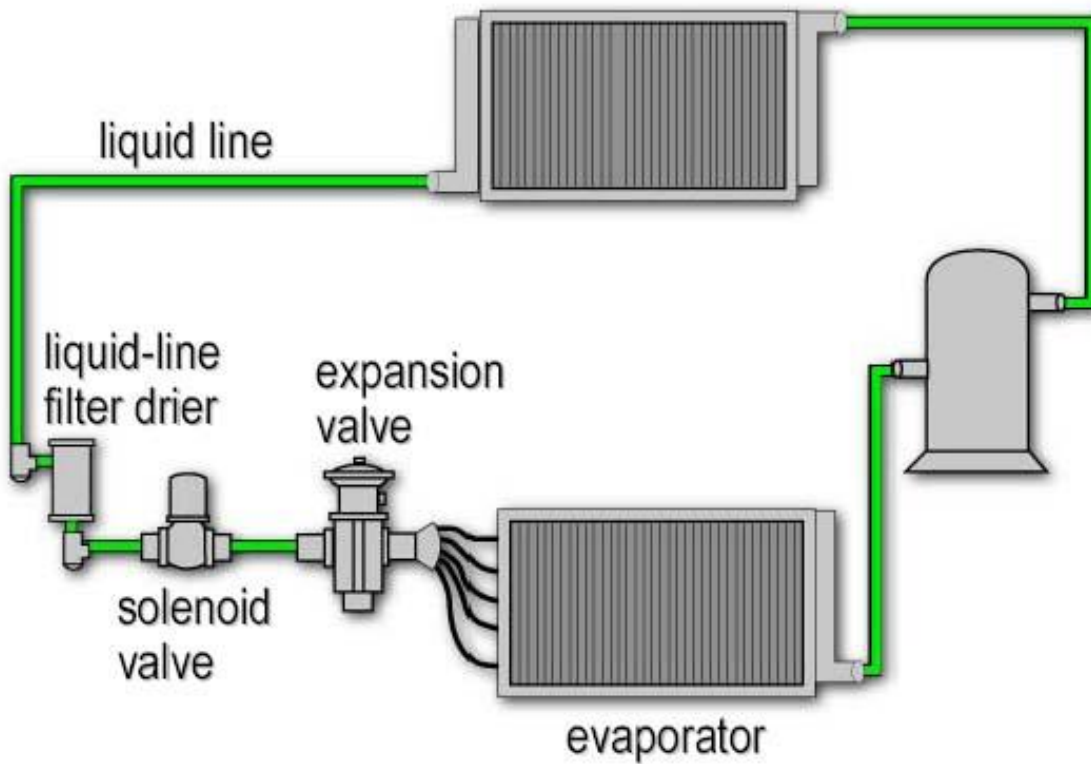 liquid line
liquid-line
filter drier
expansion
valve
solenoid
valve
evaporator